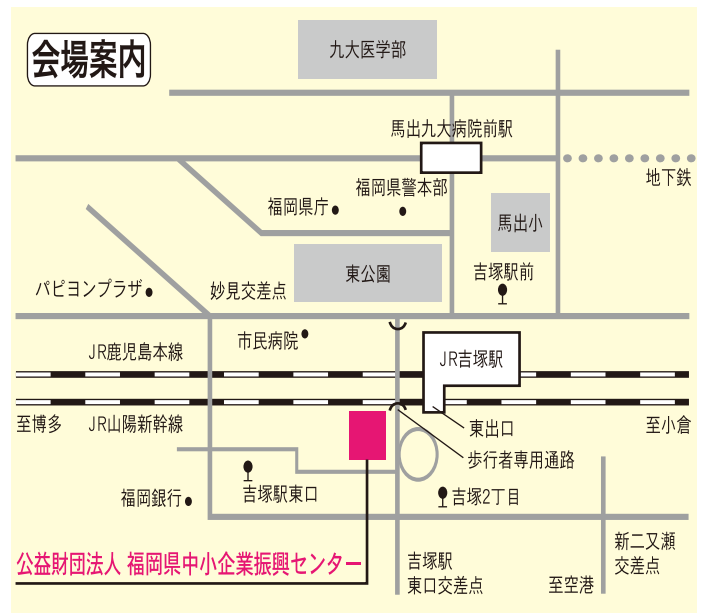 会場案内
九大医学部
馬出九大病院前駅
地下鉄
福岡県警本部
福岡県庁
馬出小
東公園
吉塚駅前
パピヨンプラザ
妙見交差点
市民病院
JR鹿児島本線
JR吉塚駅
至博多
JR山陽新幹線
東出口
至小倉
歩行者専用通路
吉塚駅東口
福岡銀行
吉塚2丁目
公益財団法人 福岡県中小企業振興センター
吉塚駅
東口交差点
新二又瀬
交差点
至空港